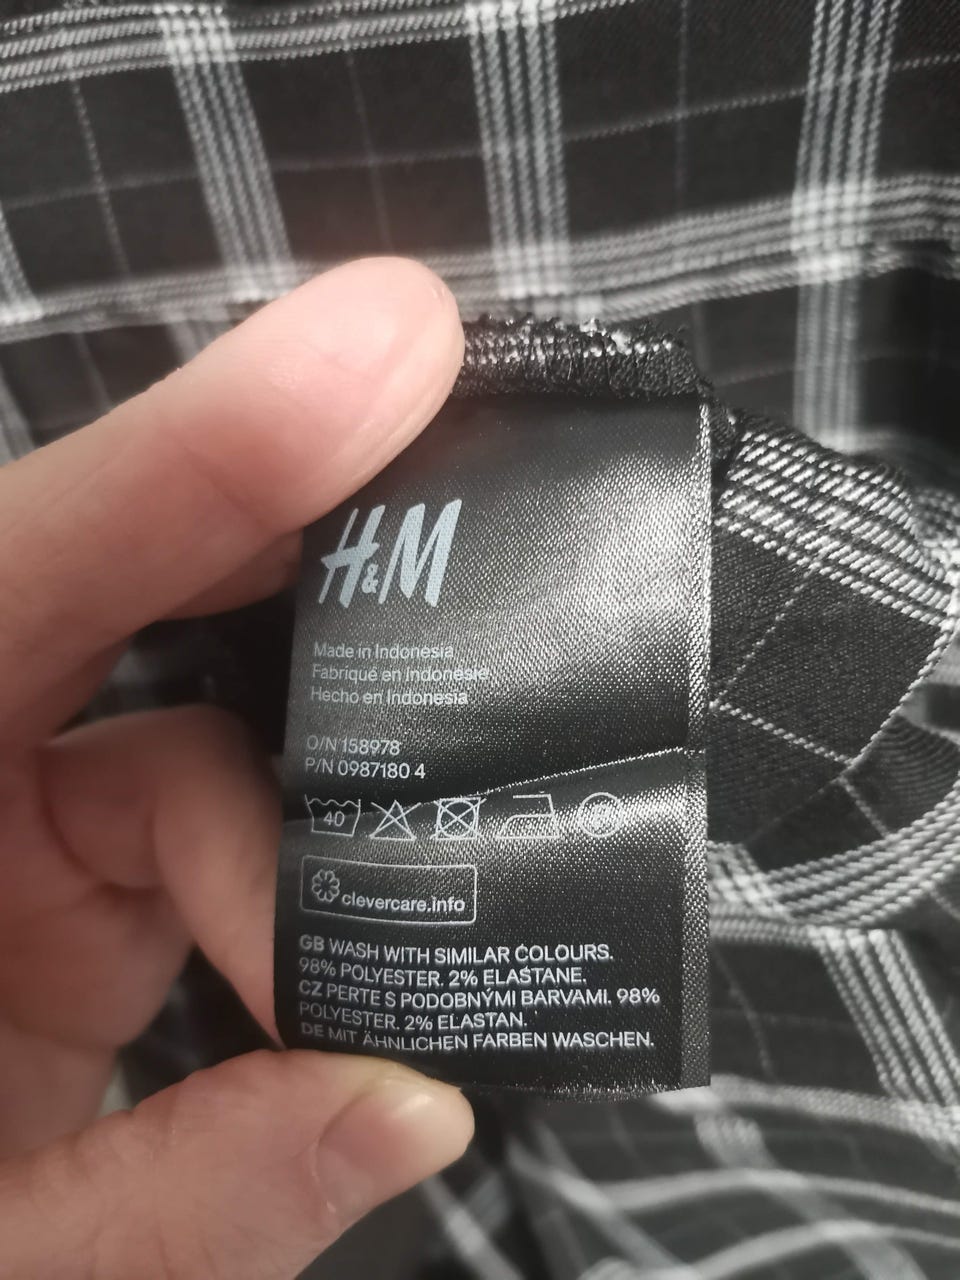 H&M
Made in Indonesia
Fabriqué en Indonésie
Hecho en Indonesia
O/N 158978
P/N 0987180 4
40
clevercare.info
GB WASH WITH SIMILAR COLOURS.
98% POLYESTER. 2% ELASTANE.
CZ PERTE S PODOBNÝMI BARVAMI. 98%
POLYESTER. 2% ELASTAN.
DE MIT ÄHNLICHEN FARBEN WASCHEN.